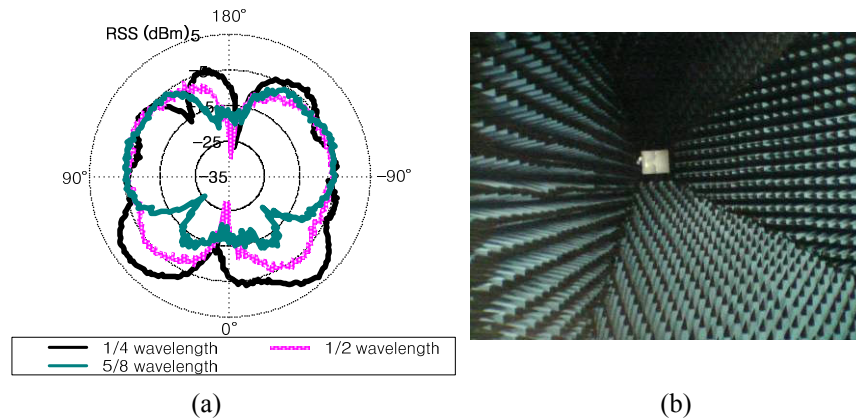 180°
RSS (dBm) 5
-5
-15
-25
-35
90°
-90°
0°
1/4 wavelength
1/2 wavelength
5/8 wavelength
(a)
(b)